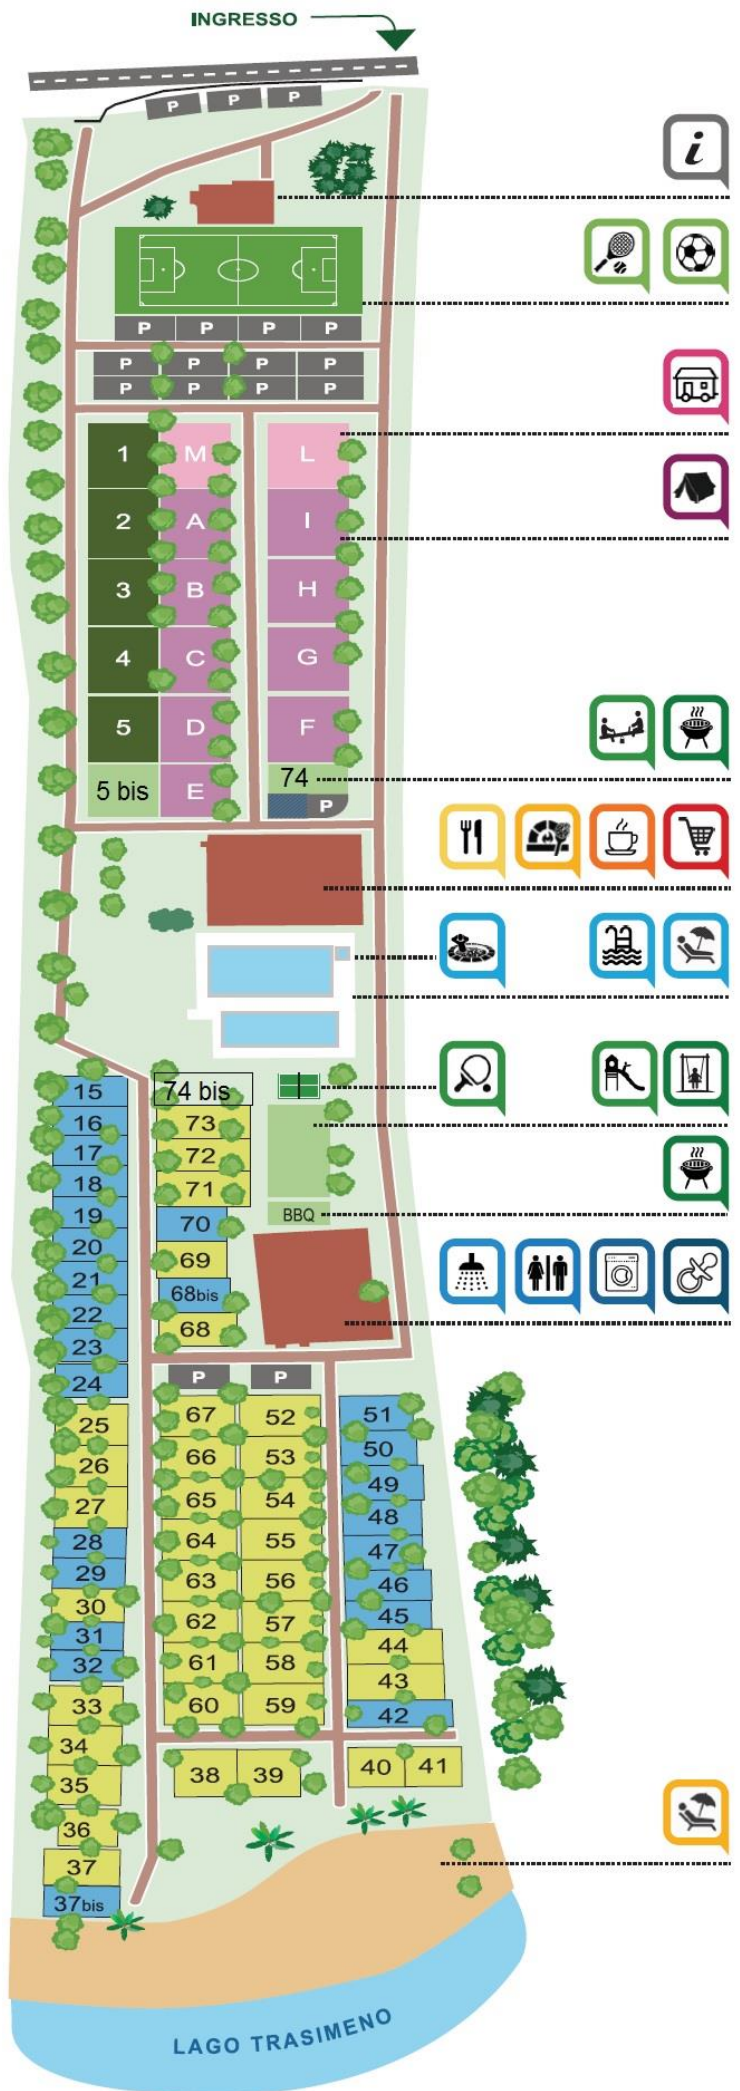 INGRESSO
P P P
i
P P P P
P P P P
P P P P
1 M L
2 A I
3 B H
4 C G
5 D F
5 bis E 74
P
15 74 bis
16 73
17 72
18 71
19 70 BBQ
20 69
21 68bis
22 68
23
24 P P
25 67 52 51
26 66 53 50
27 65 54 49
28 64 55 48
29 63 56 47
30 62 57 46
31 61 58 45
32 60 59 44
33 43
34 42
35 38 39 40 41
36
37
37bis
LAGO TRASIMENO